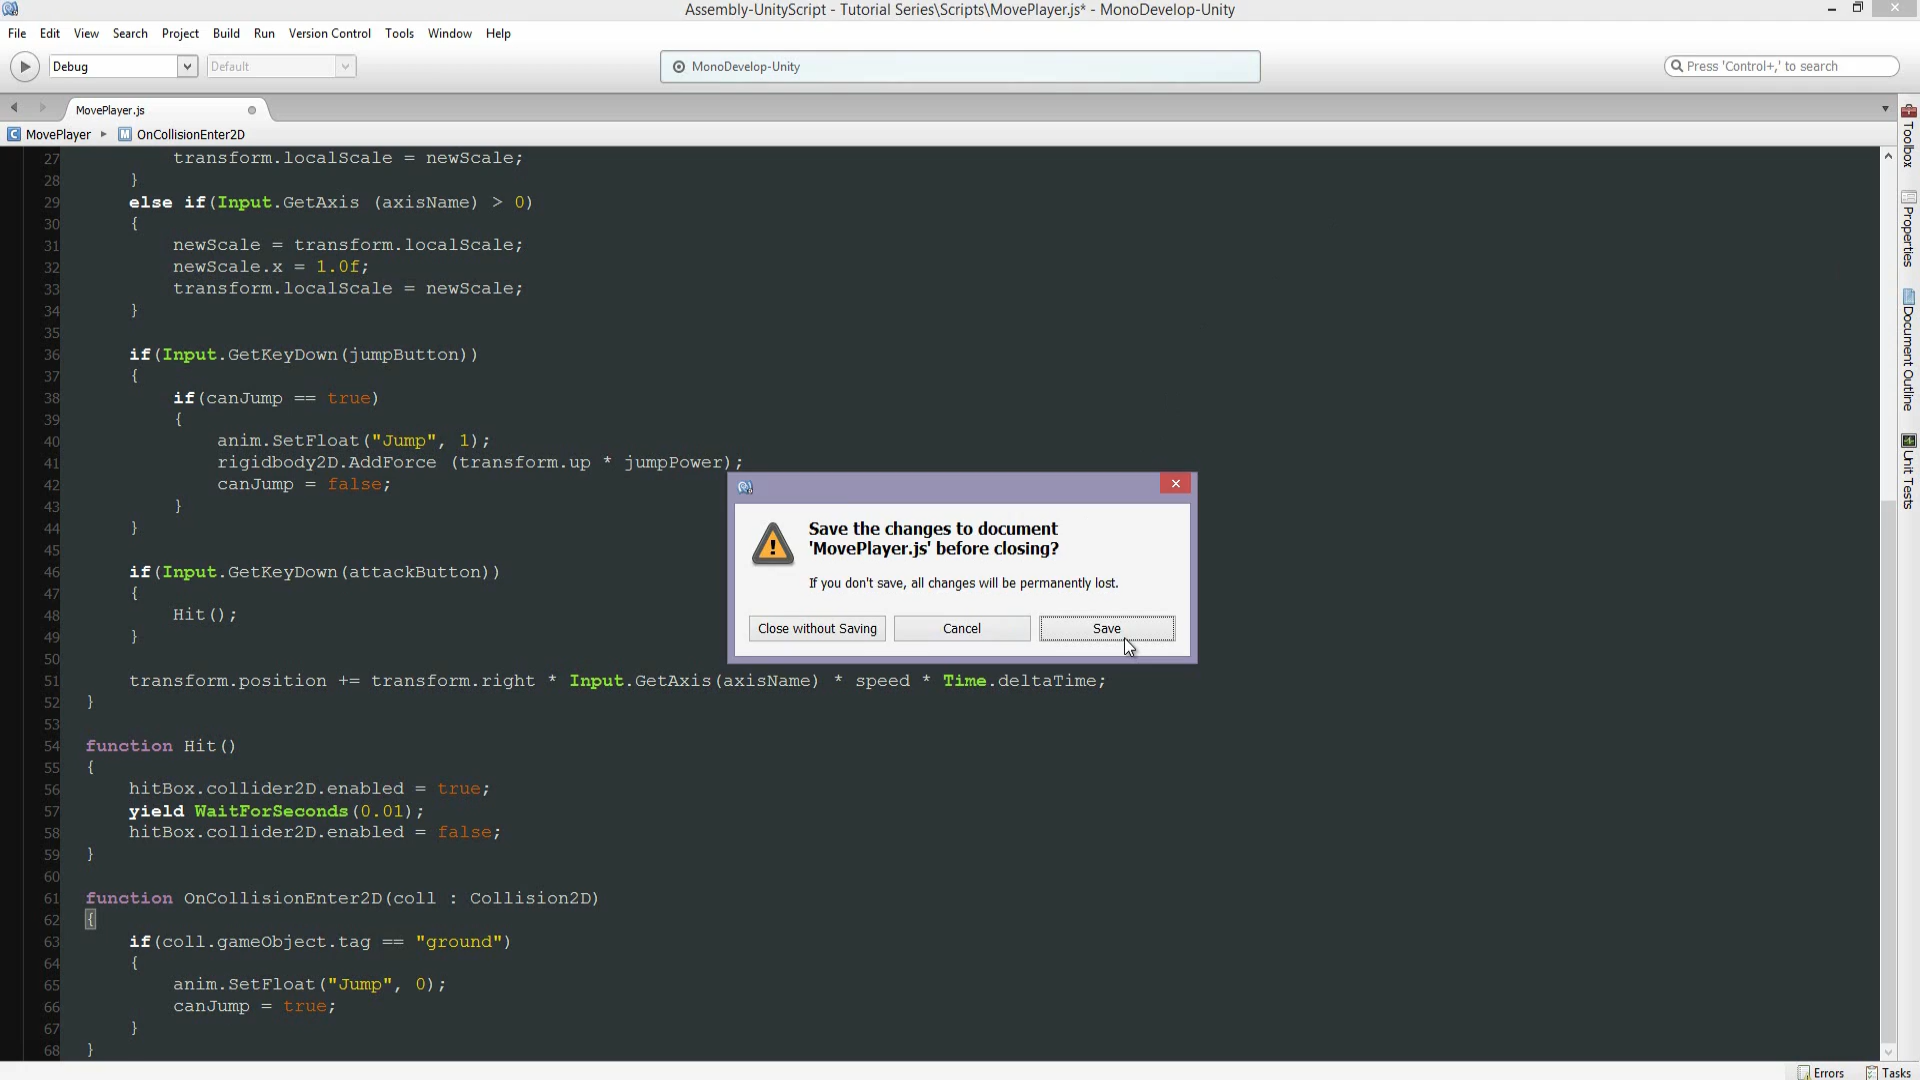 Assembly-UnityScript - Tutorial Series\Scripts\MovePlayer.js* - MonoDevelop-Unity
File Edit View Search Project Build Run Version Control Tools Window Help
Debug Default MonoDevelop-Unity Press 'Control+,' to search
MovePlayer.js
MovePlayer OnCollisionEnter2D
27 transform.localScale = newScale;
28 }
29 else if(Input.GetAxis (axisName) > 0)
30 {
31 newScale = transform.localScale;
32 newScale.x = 1.0f;
33 transform.localScale = newScale;
34 }
35
36 if(Input.GetKeyDown(jumpButton))
37 {
38 if(canJump == true)
39 {
40 anim.SetFloat("Jump", 1);
41 rigidbody2D.AddForce (transform.up * jumpPower);
42 canJump = false;
43 }
44 }
45
46 if(Input.GetKeyDown(attackButton))
47 {
48 Hit();
49 }
50
51 transform.position += transform.right * Input.GetAxis(axisName) * speed * Time.deltaTime;
52 }
53
54 function Hit()
55 {
56 hitBox.collider2D.enabled = true;
57 yield WaitForSeconds(0.01);
58 hitBox.collider2D.enabled = false;
59 }
60
61 function OnCollisionEnter2D(coll : Collision2D)
62 {
63 if(coll.gameObject.tag == "ground")
64 {
65 anim.SetFloat("Jump", 0);
66 canJump = true;
67 }
68 }
Save the changes to document
'MovePlayer.js' before closing?
If you don't save, all changes will be permanently lost.
Close without Saving Cancel Save
Toolbox
Properties
Document Outline
Unit Tests
Errors Tasks